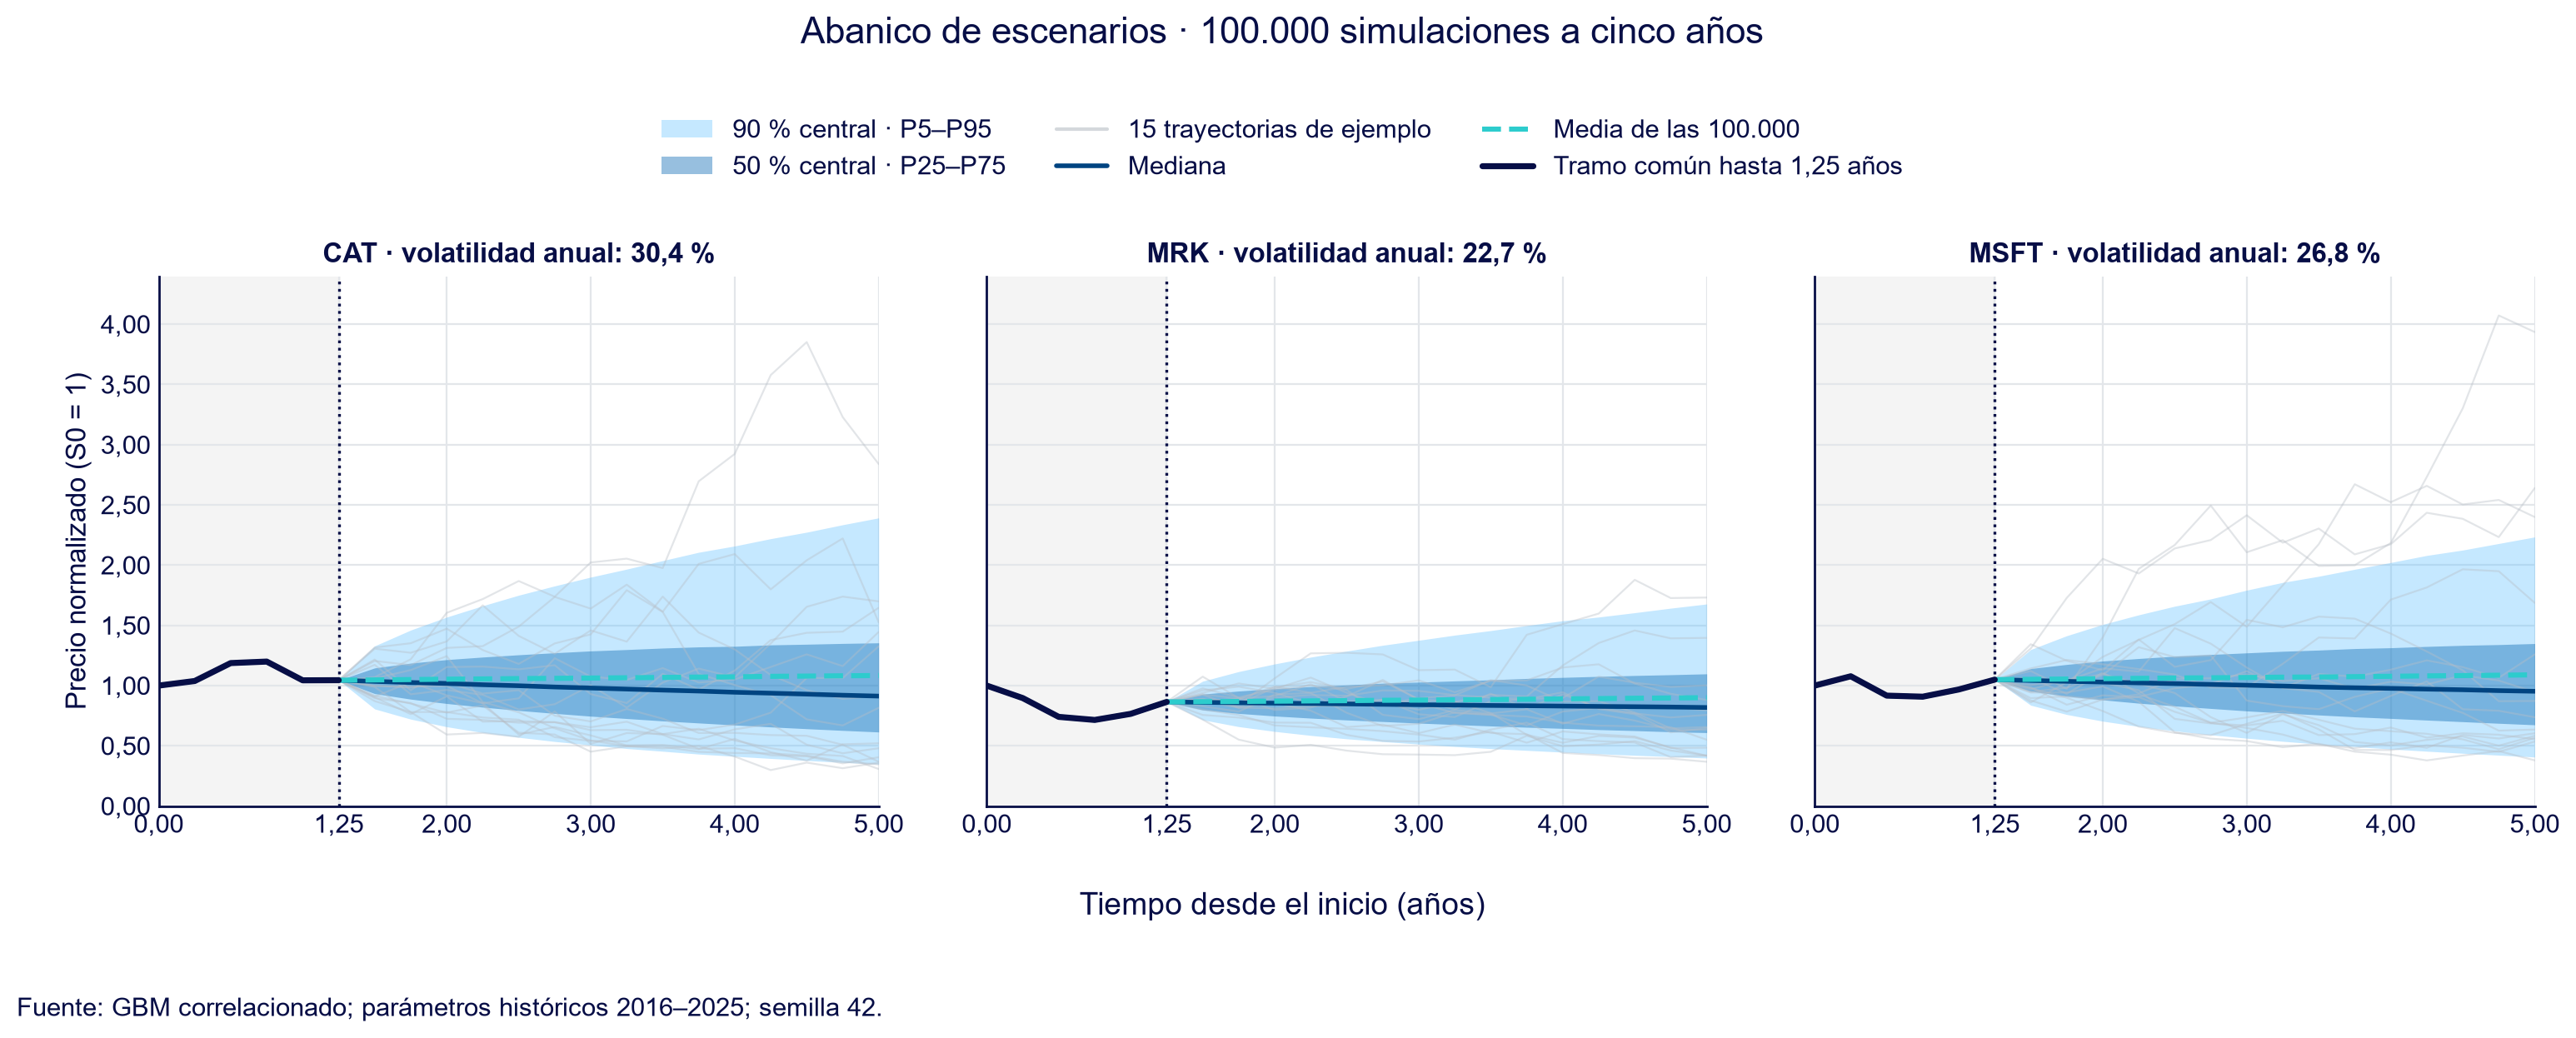 Abanico de escenarios · 100.000 simulaciones a cinco años
90 % central · P5–P95
50 % central · P25–P75
15 trayectorias de ejemplo
Mediana
Media de las 100.000
Tramo común hasta 1,25 años
CAT · volatilidad anual: 30,4 %
MRK · volatilidad anual: 22,7 %
MSFT · volatilidad anual: 26,8 %
Precio normalizado (S0 = 1)
4,00
3,50
3,00
2,50
2,00
1,50
1,00
0,50
0,00
0,00 1,25 2,00 3,00 4,00 5,00
0,00 1,25 2,00 3,00 4,00 5,00
0,00 1,25 2,00 3,00 4,00 5,00
Tiempo desde el inicio (años)
Fuente: GBM correlacionado; parámetros históricos 2016–2025; semilla 42.